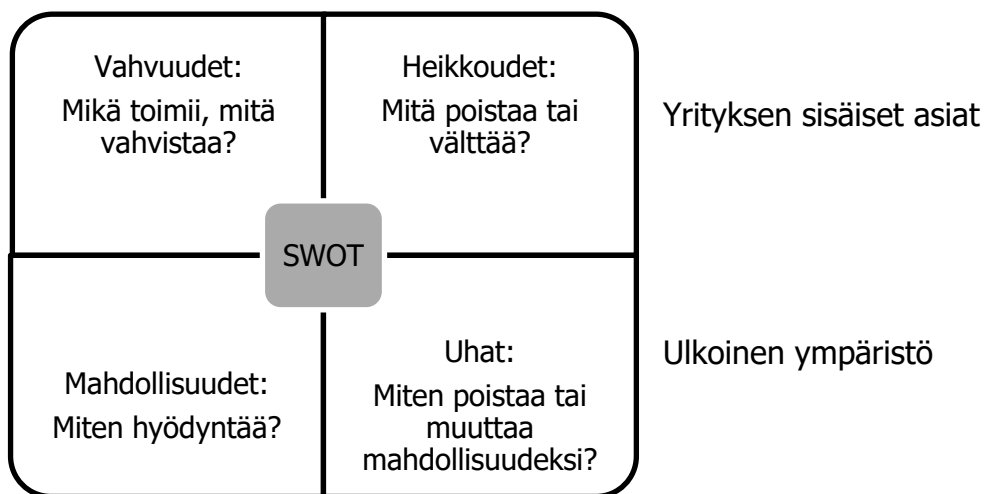 Vahvuudet:
Mikä toimii, mitä
vahvistaa?
Heikkoudet:
Mitä poistaa tai
välttää?
Yrityksen sisäiset asiat
SWOT
Mahdollisuudet:
Miten hyödyntää?
Uhat:
Miten poistaa tai
muuttaa
mahdollisuudeksi?
Ulkoinen ympäristö